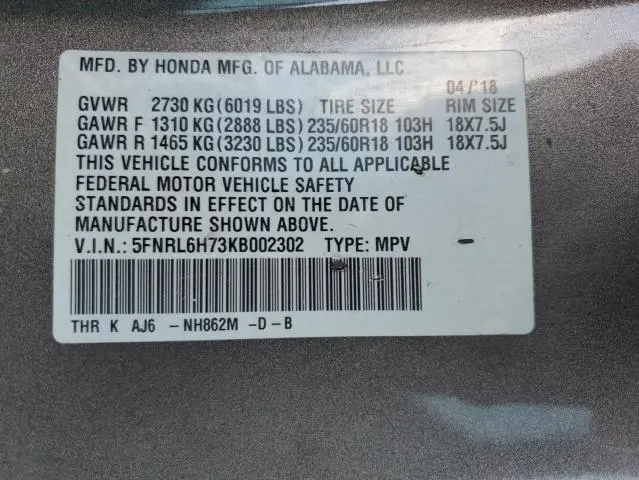 MFD. BY HONDA MFG. OF ALABAMA, LLC
04/'18
GVWR 2730 KG (6019 LBS) TIRE SIZE RIM SIZE
GAWR F 1310 KG (2888 LBS) 235/60R18 103H 18X7.5J
GAWR R 1465 KG (3230 LBS) 235/60R18 103H 18X7.5J
THIS VEHICLE CONFORMS TO ALL APPLICABLE
FEDERAL MOTOR VEHICLE SAFETY
STANDARDS IN EFFECT ON THE DATE OF
MANUFACTURE SHOWN ABOVE.
V.I.N.: 5FNRL6H73KB002302 TYPE: MPV
THR K AJ6 -NH862M -D-B